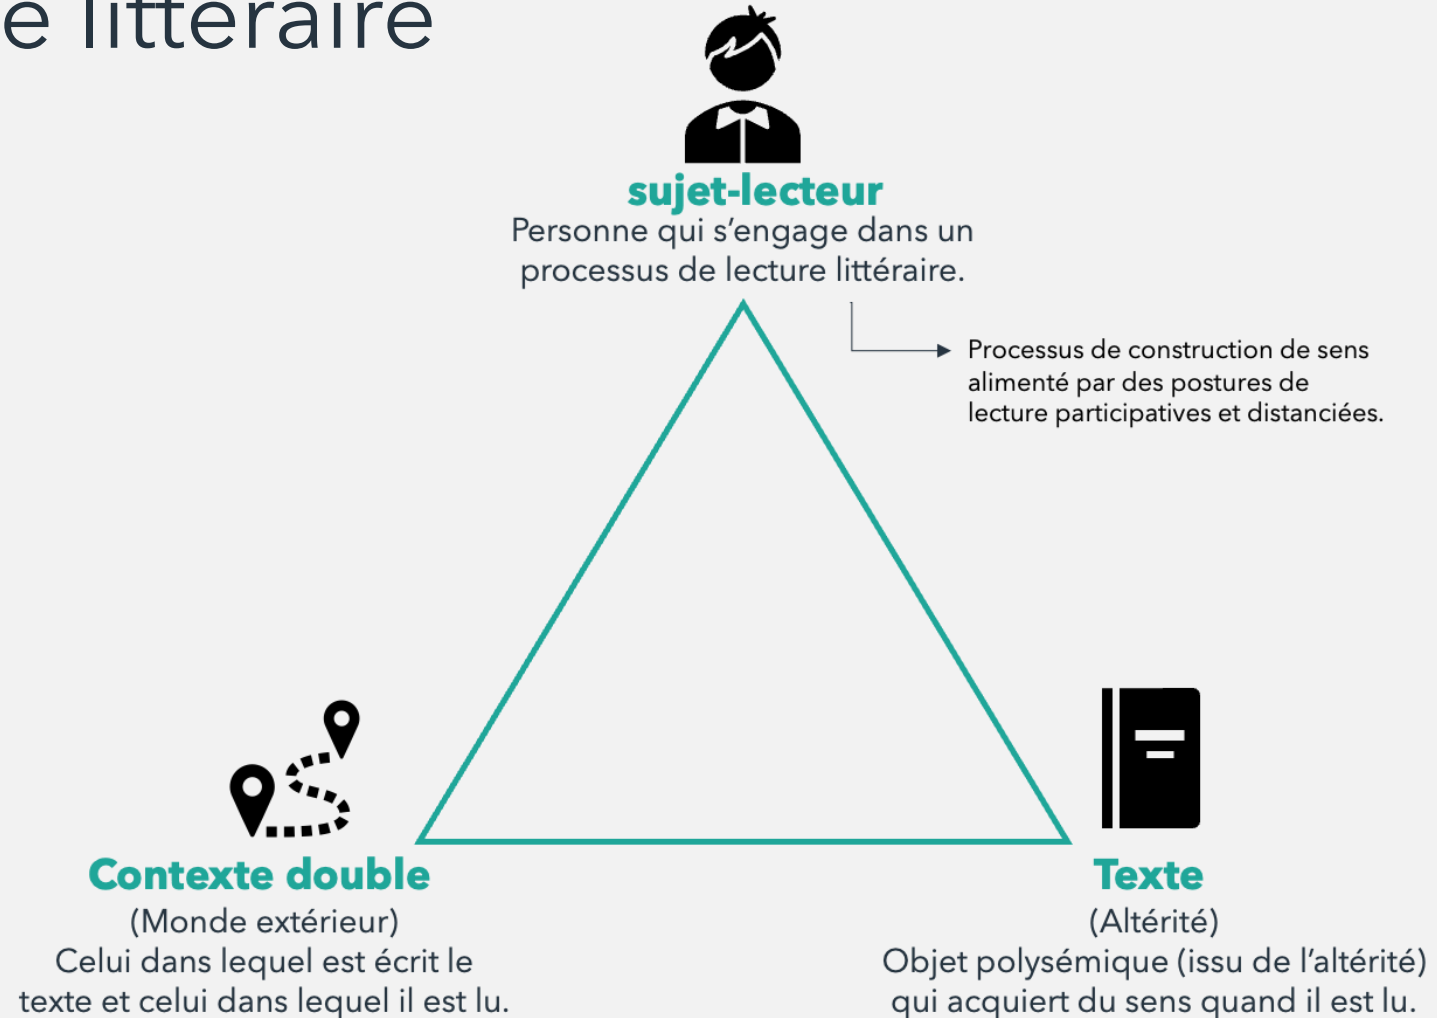 e littéraire
sujet-lecteur
Personne qui s’engage dans un
processus de lecture littéraire.
Processus de construction de sens
alimenté par des postures de
lecture participatives et distanciées.
Contexte double
(Monde extérieur)
Celui dans lequel est écrit le
texte et celui dans lequel il est lu.
Texte
(Altérité)
Objet polysémique (issu de l’altérité)
qui acquiert du sens quand il est lu.